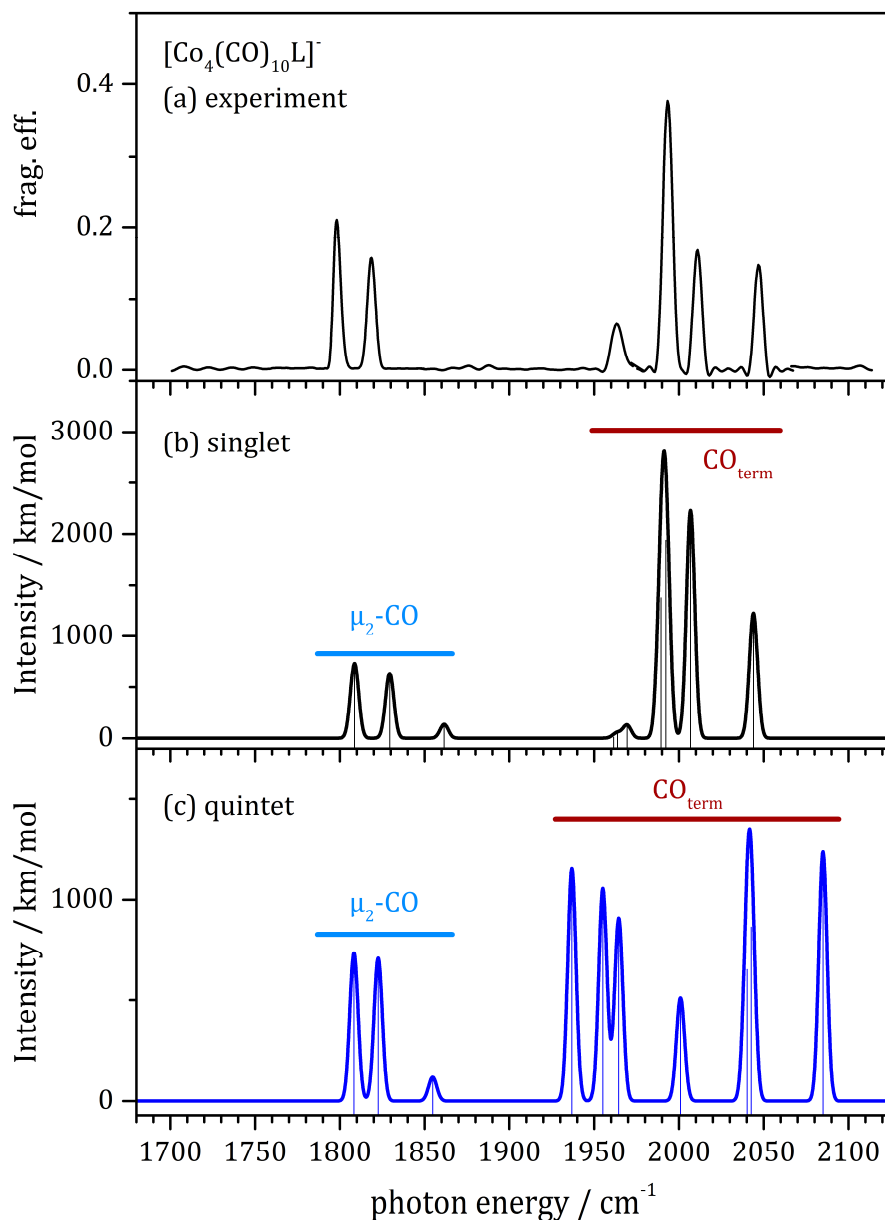 [Co₄(CO)₁₀L]⁻
(a) experiment
frag. eff.
0.4
0.2
0.0
(b) singlet
CO_term
μ₂-CO
Intensity / km/mol
3000
2000
1000
0
(c) quintet
CO_term
μ₂-CO
Intensity / km/mol
1000
0
1700 1750 1800 1850 1900 1950 2000 2050 2100
photon energy / cm⁻¹